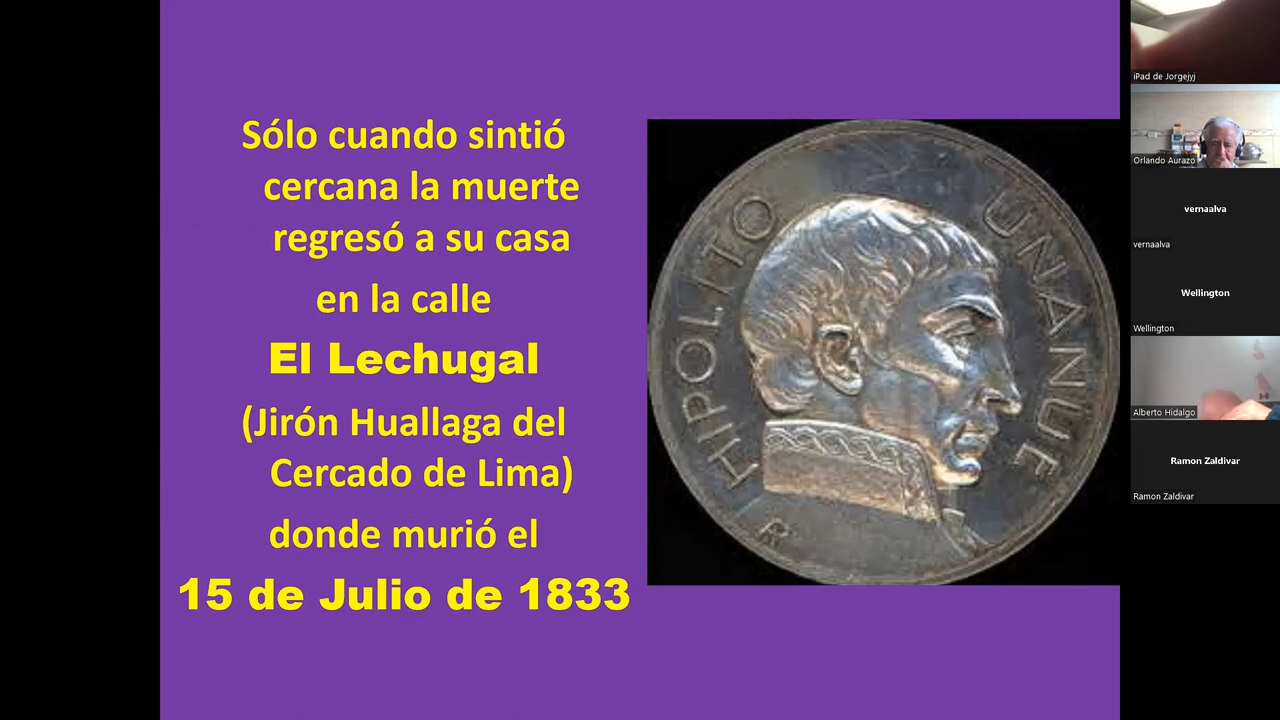 Sólo cuando sintió
cercana la muerte
regresó a su casa
en la calle
El Lechugal
(Jirón Huallaga del
Cercado de Lima)
donde murió el
15 de Julio de 1833
HIPOLITO UNANUE
R
iPad de Jorgejyj
Orlando Aurazo
vernaalva
vernaalva
Wellington
Wellington
Alberto Hidalgo
Ramon Zaldivar
Ramon Zaldivar